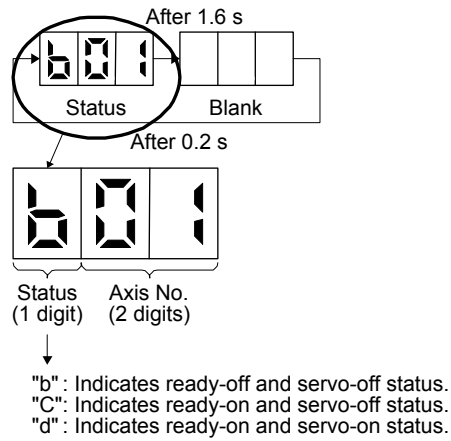 After 1.6 s
b01
Status Blank
After 0.2 s
b01
Status Axis No.
(1 digit) (2 digits)
"b" : Indicates ready-off and servo-off status.
"C": Indicates ready-on and servo-off status.
"d" : Indicates ready-on and servo-on status.